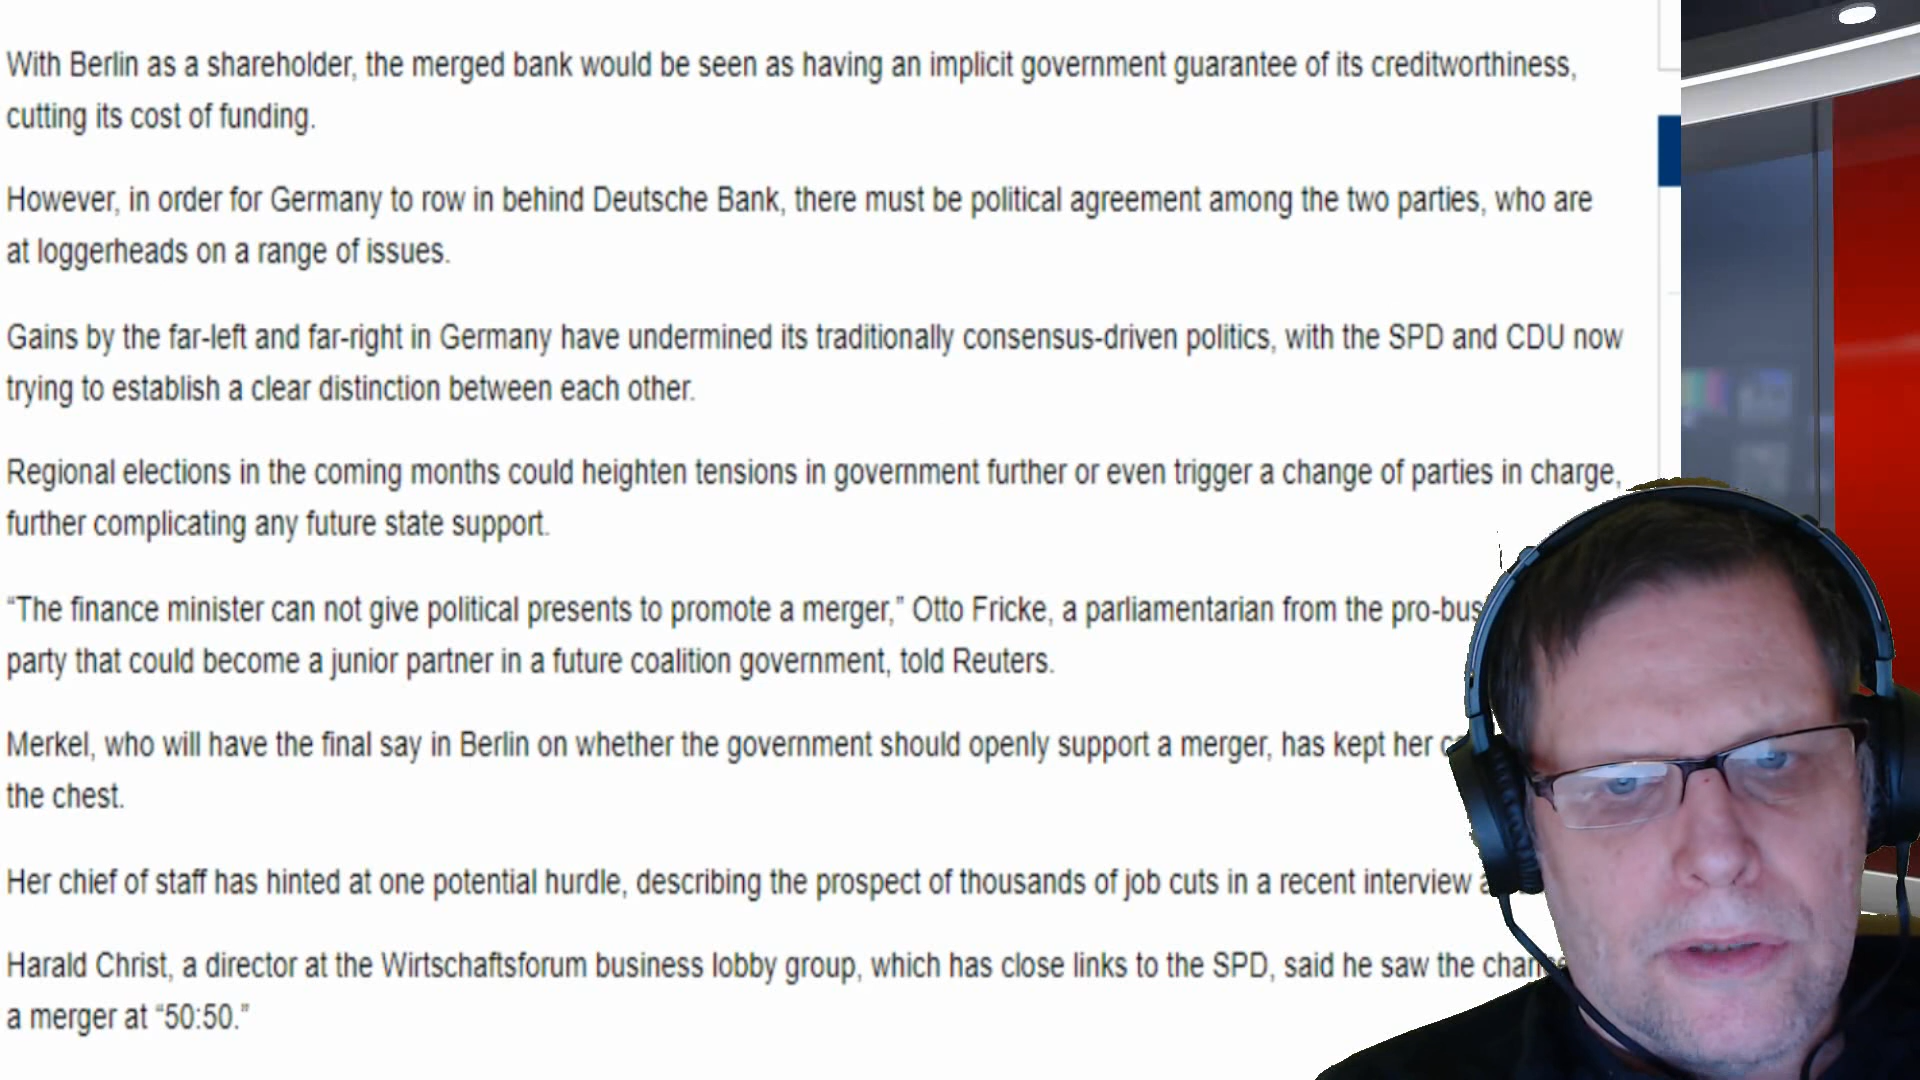 With Berlin as a shareholder, the merged bank would be seen as having an implicit government guarantee of its creditworthiness,
cutting its cost of funding.
However, in order for Germany to row in behind Deutsche Bank, there must be political agreement among the two parties, who are
at loggerheads on a range of issues.
Gains by the far-left and far-right in Germany have undermined its traditionally consensus-driven politics, with the SPD and CDU now
trying to establish a clear distinction between each other.
Regional elections in the coming months could heighten tensions in government further or even trigger a change of parties in charge,
further complicating any future state support.
“The finance minister can not give political presents to promote a merger,” Otto Fricke, a parliamentarian from the
party that could become a junior partner in a future coalition government, told Reuters.
Merkel, who will have the final say in Berlin on whether the government should openly support a merger, has kept her
the chest.
Her chief of staff has hinted at one potential hurdle, describing the prospect of thousands of job cuts in a recent interview
Harald Christ, a director at the Wirtschaftsforum business lobby group, which has close links to the SPD, said he saw the
a merger at “50:50.”